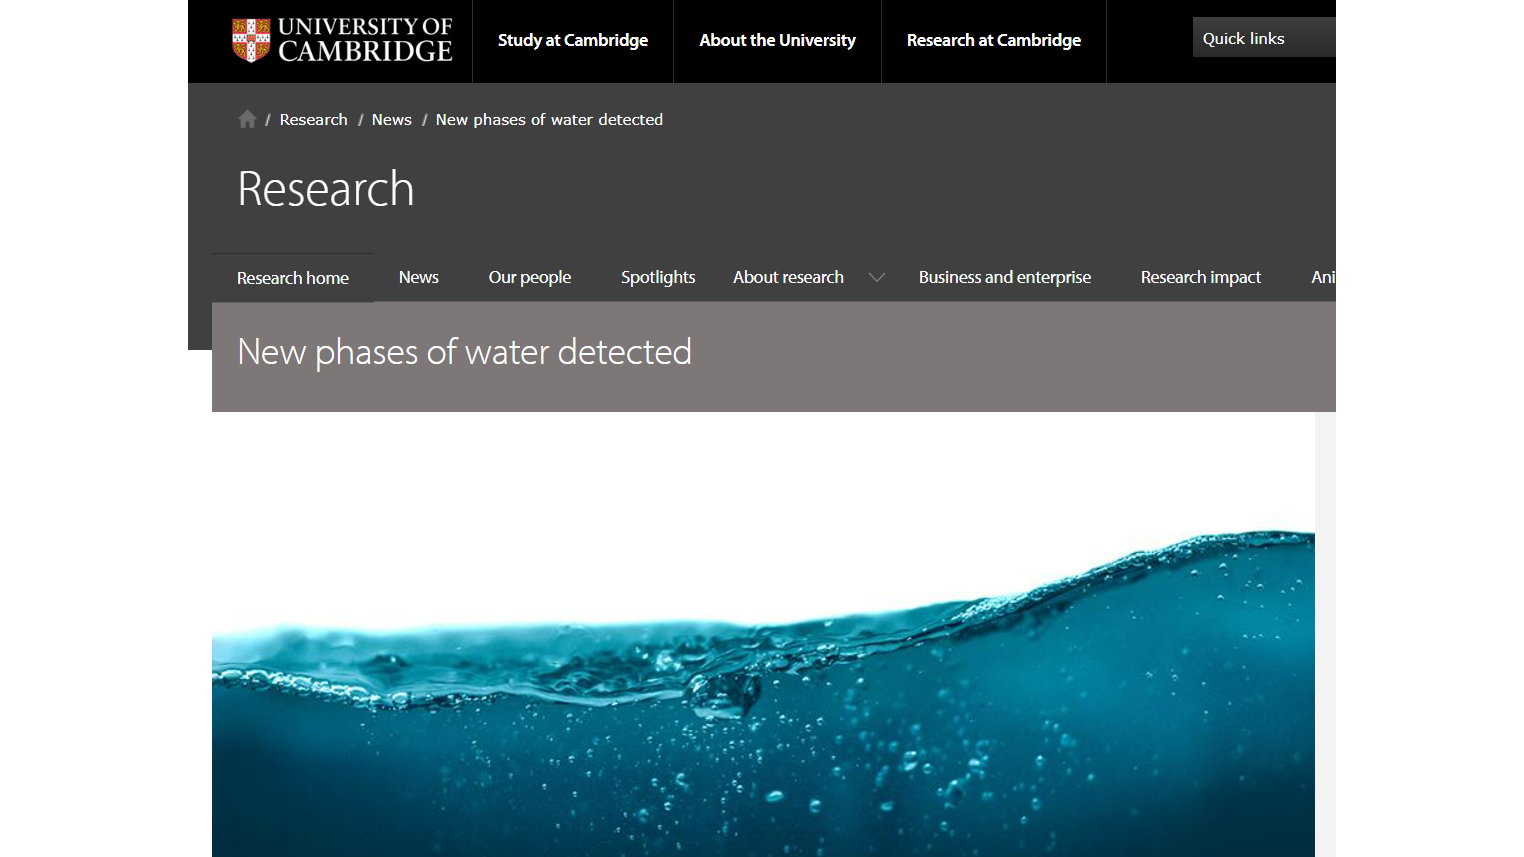 UNIVERSITY OF
CAMBRIDGE
Study at Cambridge
About the University
Research at Cambridge
Quick links
/ Research / News / New phases of water detected
Research
Research home
News
Our people
Spotlights
About research
Business and enterprise
Research impact
Ani
New phases of water detected